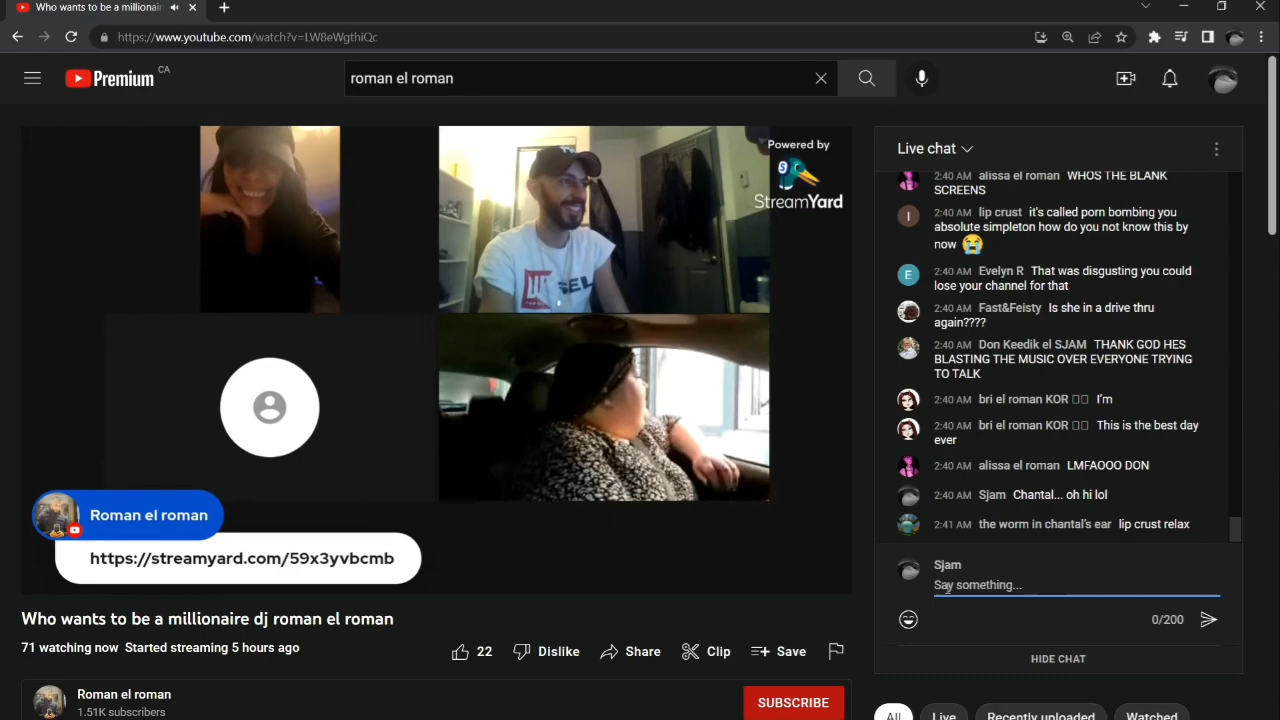 Who wants to be a millionair
https://www.youtube.com/watch?v=LW8eWgthiQc
Premium CA
roman el roman
Powered by
StreamYard
Roman el roman
https://streamyard.com/59x3yvbcmb
Who wants to be a millionaire dj roman el roman
71 watching now Started streaming 5 hours ago
22 Dislike Share Clip Save
Roman el roman
1.51K subscribers
SUBSCRIBE
Live chat
2:40 AM alissa el roman WHOS THE BLANK
SCREENS
I
2:40 AM lip crust it's called porn bombing you
absolute simpleton how do you not know this by
now
E
2:40 AM Evelyn R That was disgusting you could
lose your channel for that
2:40 AM Fast&Feisty Is she in a drive thru
again????
2:40 AM Don Keedik el SJAM THANK GOD HES
BLASTING THE MUSIC OVER EVERYONE TRYING
TO TALK
2:40 AM bri el roman KOR I'm
2:40 AM bri el roman KOR This is the best day
ever
2:40 AM alissa el roman LMFAOOO DON
2:40 AM Sjam Chantal... oh hi lol
2:41 AM the worm in chantal's ear lip crust relax
Sjam
Say something...
0/200
HIDE CHAT
All Live Recently uploaded Watched